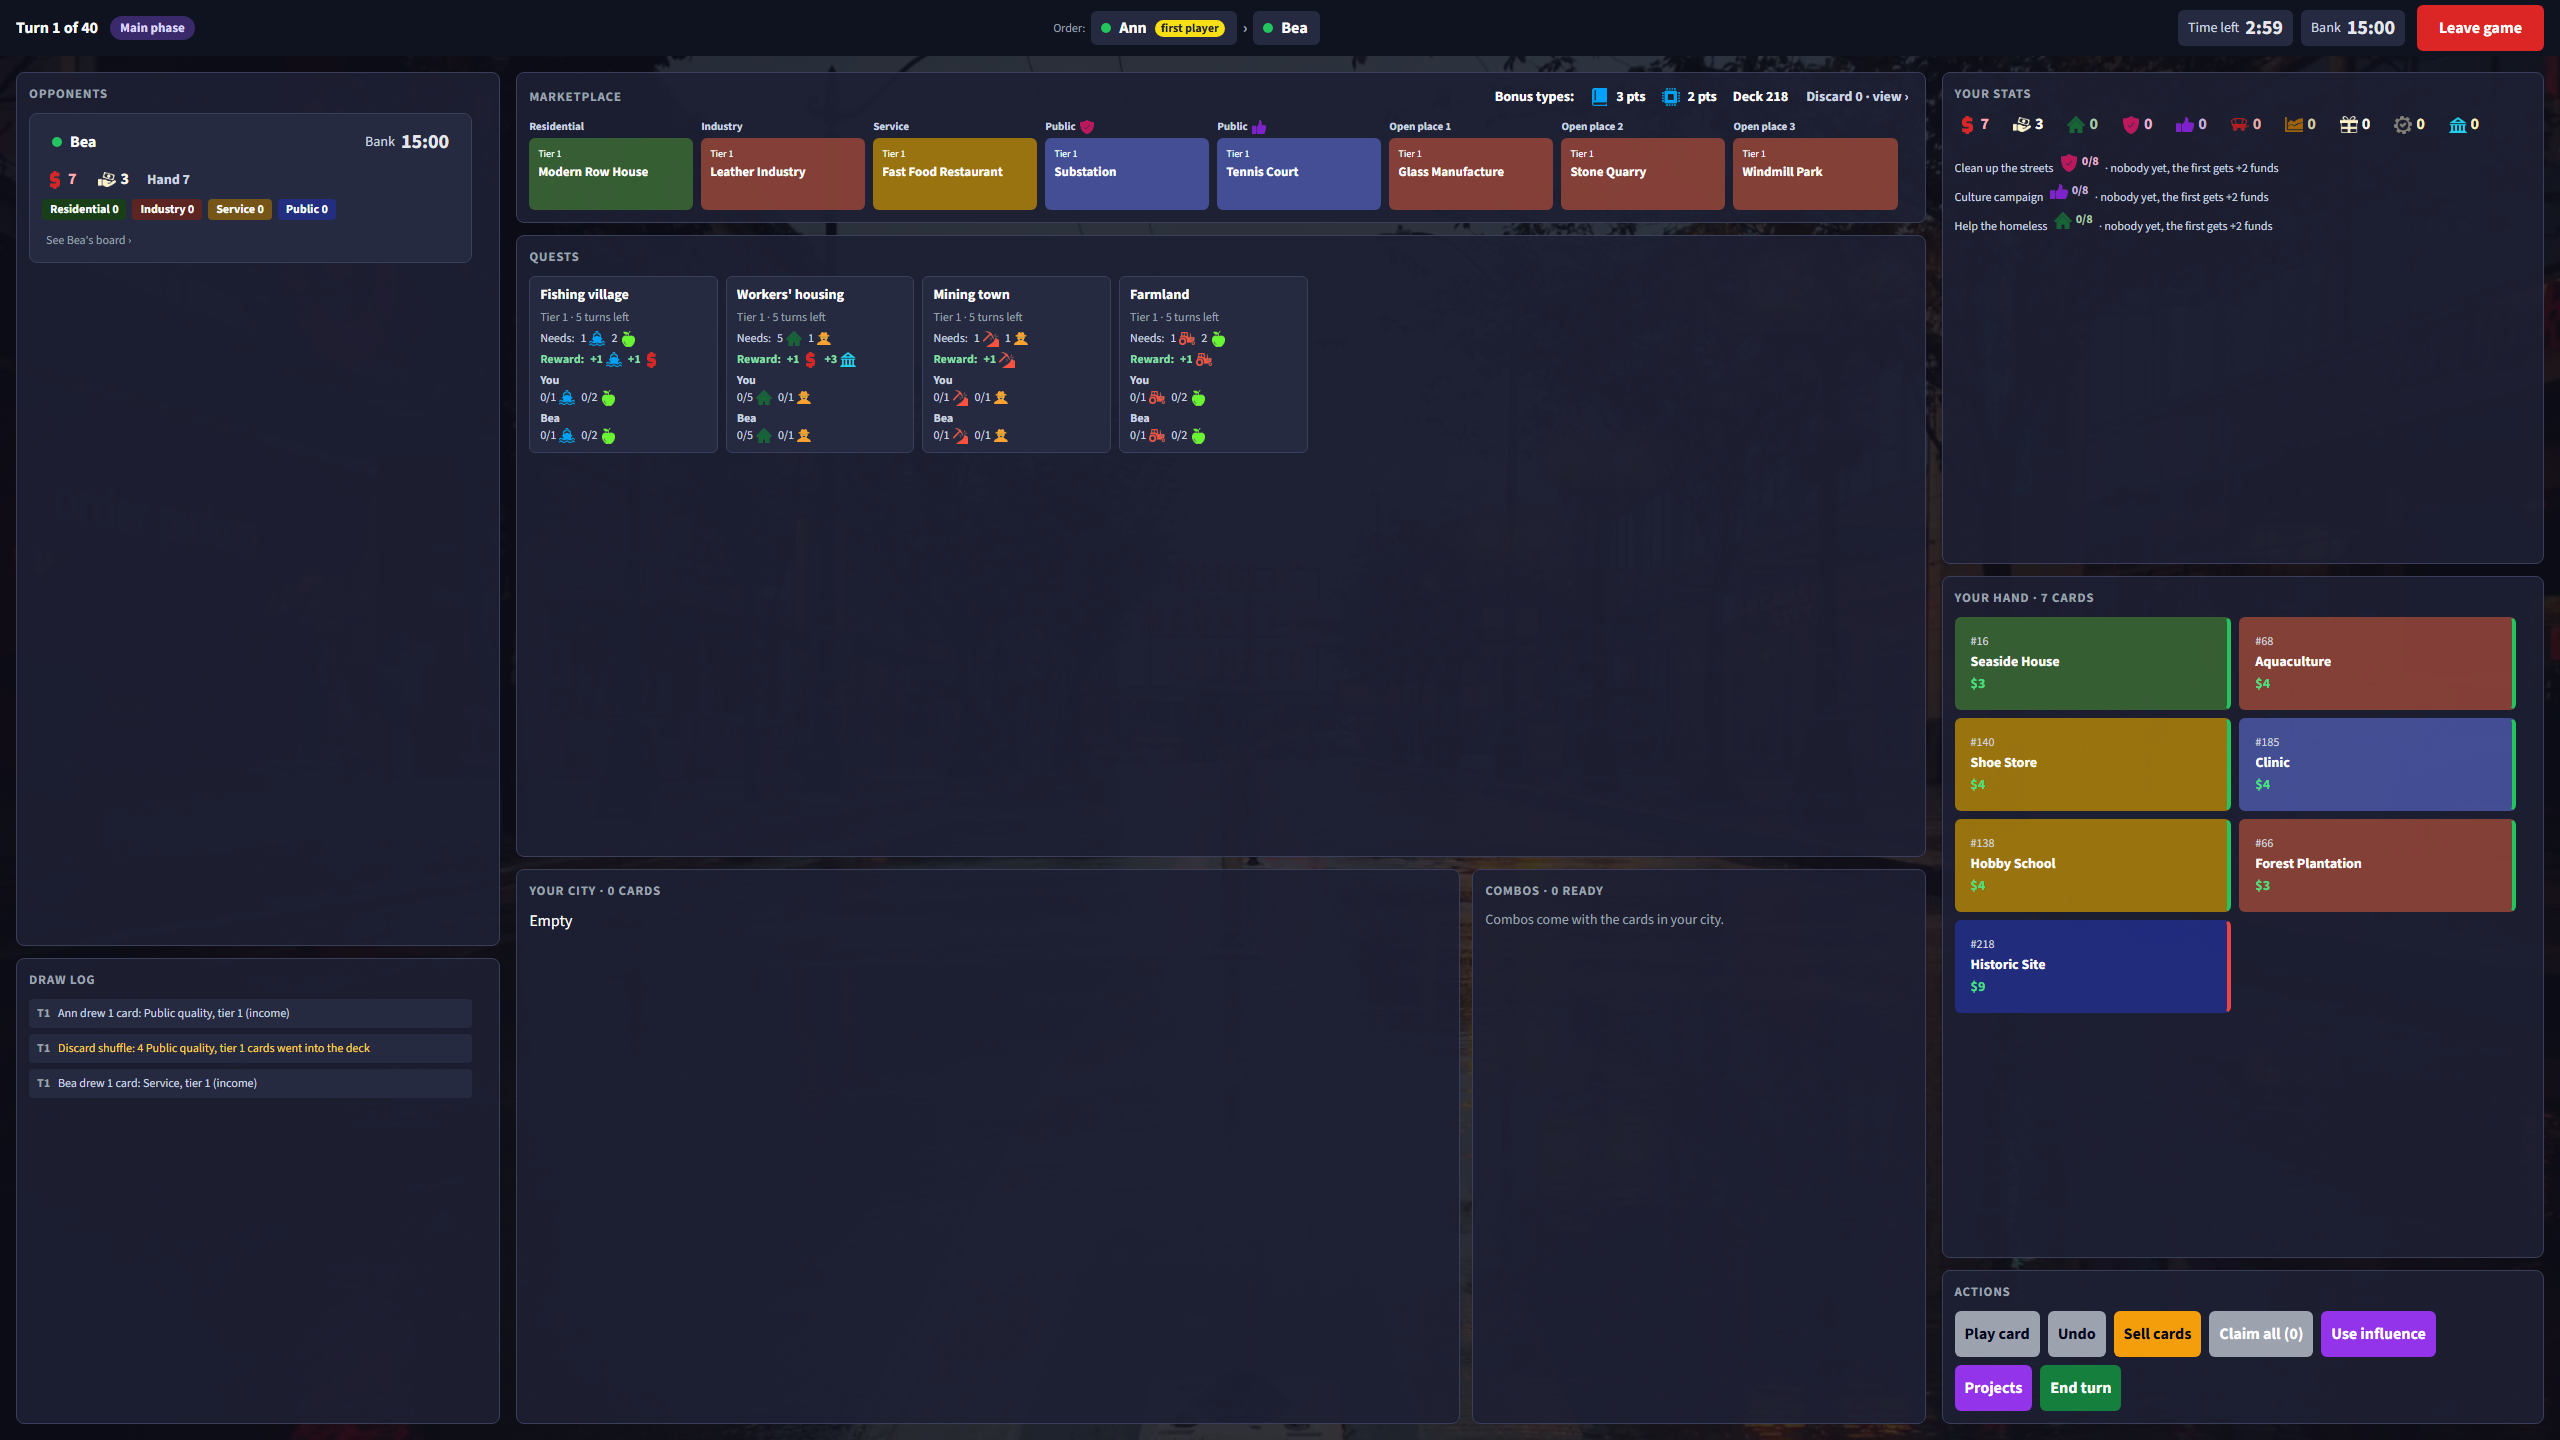 Turn 1 of 40 Main phase
Order: Ann first player › Bea
Time left 2:59 Bank 15:00 Leave game
OPPONENTS
Bea Bank 15:00
7 3 Hand 7
Residential 0 Industry 0 Service 0 Public 0
See Bea's board ›
DRAW LOG
T1 Ann drew 1 card: Public quality, tier 1 (income)
T1 Discard shuffle: 4 Public quality, tier 1 cards went into the deck
T1 Bea drew 1 card: Service, tier 1 (income)
MARKETPLACE
Bonus types: 3 pts 2 pts Deck 218 Discard 0 · view ›
Residential
Tier 1
Modern Row House
Industry
Tier 1
Leather Industry
Service
Tier 1
Fast Food Restaurant
Public
Tier 1
Substation
Public
Tier 1
Tennis Court
Open place 1
Tier 1
Glass Manufacture
Open place 2
Tier 1
Stone Quarry
Open place 3
Tier 1
Windmill Park
QUESTS
Fishing village
Tier 1 · 5 turns left
Needs: 1 2
Reward: +1 +1
You
0/1 0/2
Bea
0/1 0/2
Workers' housing
Tier 1 · 5 turns left
Needs: 5 1
Reward: +1 +3
You
0/5 0/1
Bea
0/5 0/1
Mining town
Tier 1 · 5 turns left
Needs: 1 1
Reward: +1
You
0/1 0/1
Bea
0/1 0/1
Farmland
Tier 1 · 5 turns left
Needs: 1 2
Reward: +1
You
0/1 0/2
Bea
0/1 0/2
YOUR CITY · 0 CARDS
Empty
COMBOS · 0 READY
Combos come with the cards in your city.
YOUR STATS
7 3 0 0 0 0 0 0 0 0
Clean up the streets 0/8 · nobody yet, the first gets +2 funds
Culture campaign 0/8 · nobody yet, the first gets +2 funds
Help the homeless 0/8 · nobody yet, the first gets +2 funds
YOUR HAND · 7 CARDS
#16
Seaside House
$3
#68
Aquaculture
$4
#140
Shoe Store
$4
#185
Clinic
$4
#138
Hobby School
$4
#66
Forest Plantation
$3
#218
Historic Site
$9
ACTIONS
Play card Undo Sell cards Claim all (0) Use influence
Projects End turn